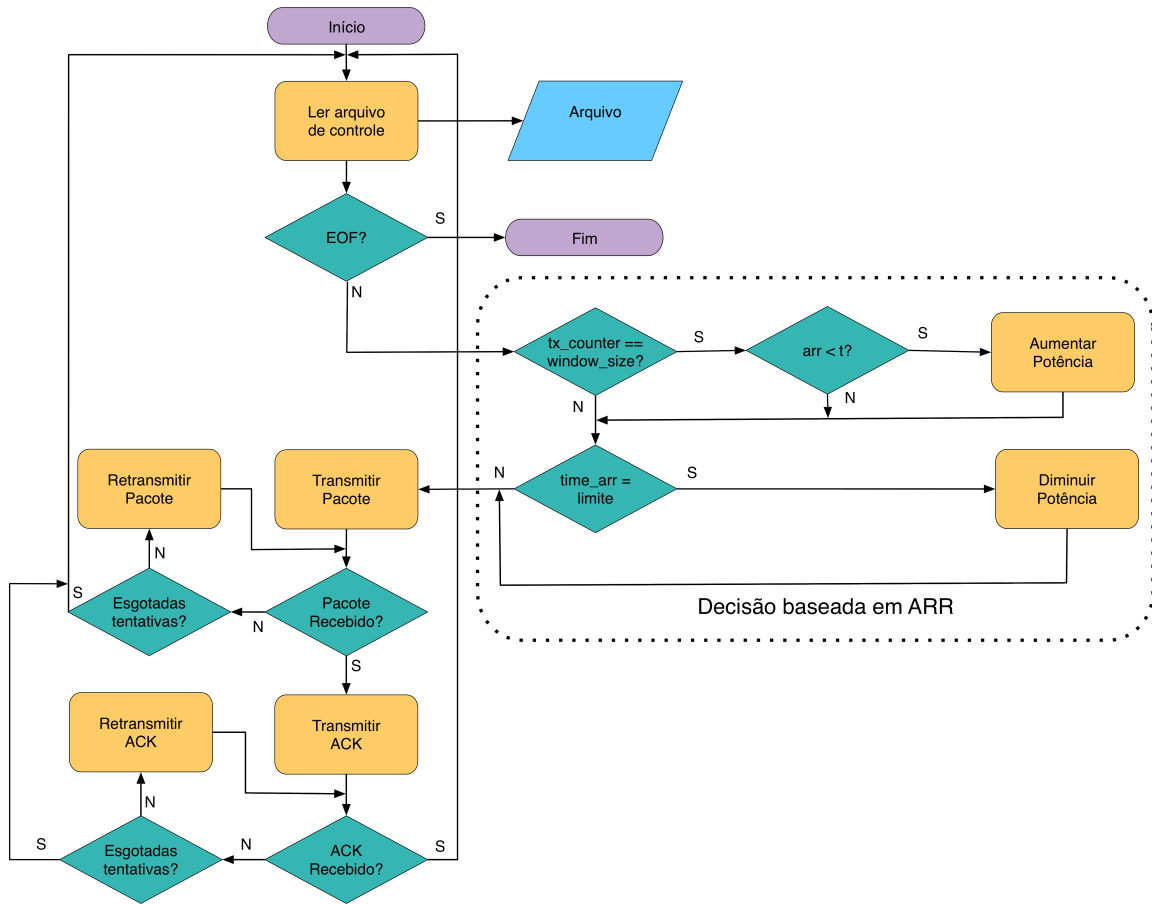 Início
Ler arquivo
de controle
Arquivo
EOF?
S
Fim
N
tx_counter ==
window_size?
S
arr < t?
S
Aumentar
Potência
N
N
time_arr =
limite
S
Diminuir
Potência
N
Decisão baseada em ARR
Transmitir
Pacote
Retransmitir
Pacote
N
S
Esgotadas
tentativas?
N
Pacote
Recebido?
S
Transmitir
ACK
Retransmitir
ACK
N
S
Esgotadas
tentativas?
N
ACK
Recebido?
S